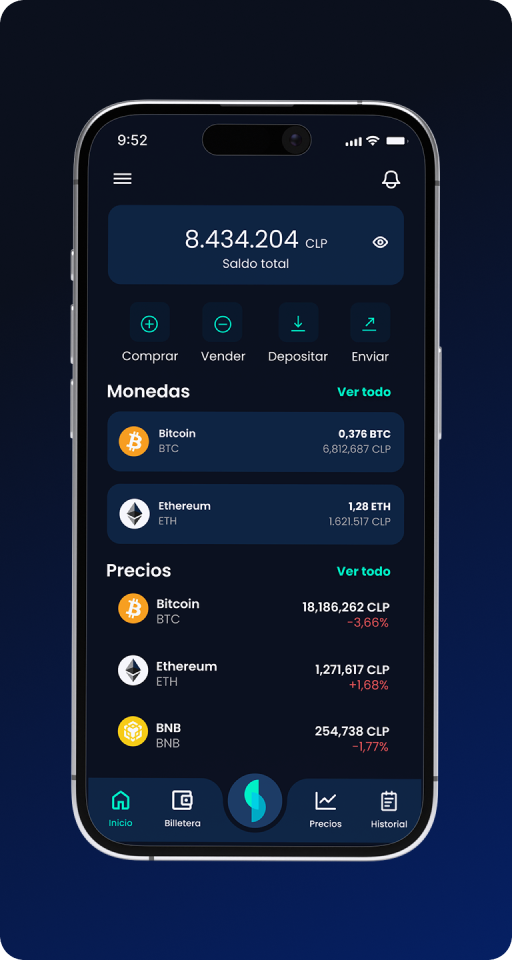 9:52
8.434.204 CLP
Saldo total
Comprar Vender Depositar Enviar
Monedas Ver todo
Bitcoin 0,376 BTC
BTC 6,812,687 CLP
Ethereum 1,28 ETH
ETH 1.621.517 CLP
Precios Ver todo
Bitcoin 18,186,262 CLP
BTC -3,66%
Ethereum 1,271,617 CLP
ETH +1,68%
BNB 254,738 CLP
BNB -1,77%
Inicio Billetera Precios Historial